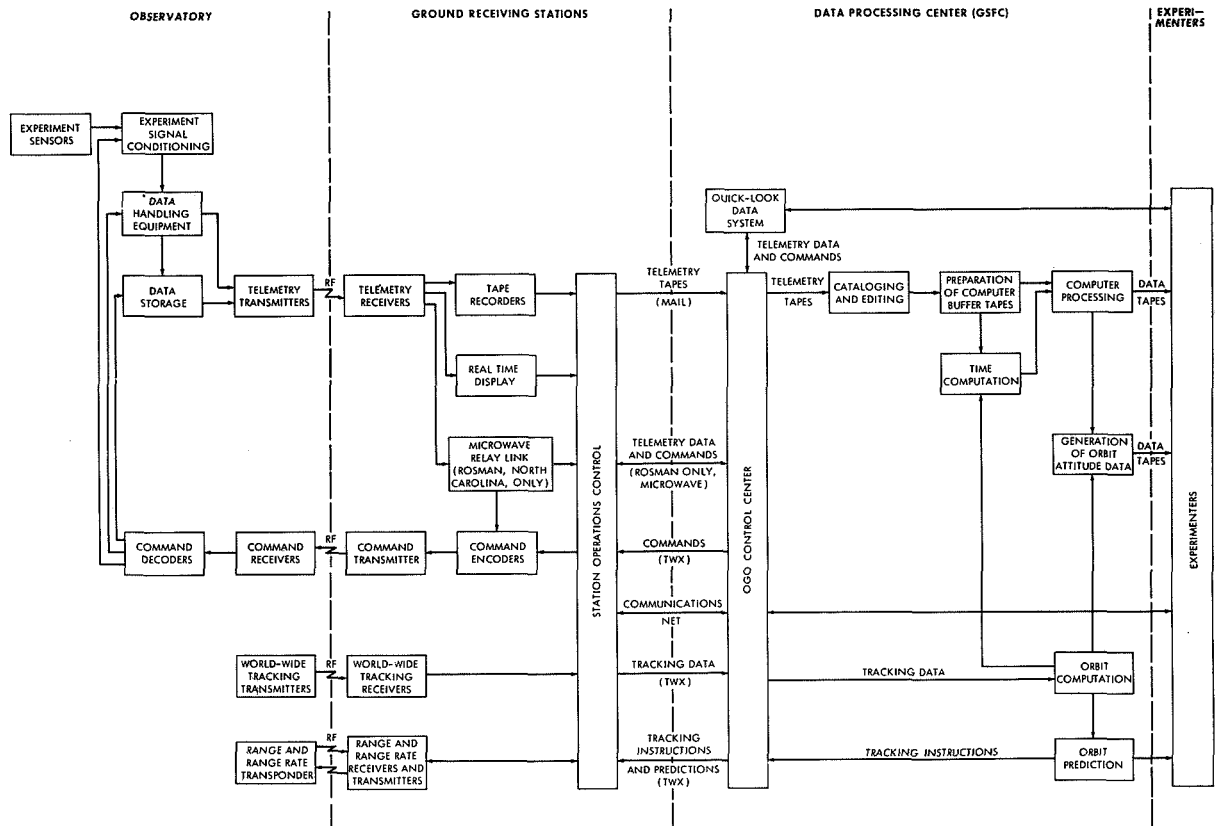 OBSERVATORY
GROUND RECEIVING STATIONS
DATA PROCESSING CENTER (GSFC)
EXPERI-
MENTERS
EXPERIMENT
SENSORS
EXPERIMENT
SIGNAL
CONDITIONING
DATA
HANDLING
EQUIPMENT
DATA
STORAGE
TELEMETRY
TRANSMITTERS
RF
TELEMETRY
RECEIVERS
TAPE
RECORDERS
REAL TIME
DISPLAY
MICROWAVE
RELAY LINK
(ROSMAN, NORTH
CAROLINA, ONLY)
COMMAND
DECODERS
COMMAND
RECEIVERS
RF
COMMAND
TRANSMITTER
COMMAND
ENCODERS
WORLD-WIDE
TRACKING
TRANSMITTERS
RF
WORLD-WIDE
TRACKING
RECEIVERS
RANGE AND
RANGE RATE
TRANSPONDER
RF
RANGE AND
RANGE RATE
RECEIVERS AND
TRANSMITTERS
STATION OPERATIONS CONTROL
TELEMETRY
TAPES
(MAIL)
TELEMETRY DATA
AND COMMANDS
(ROSMAN ONLY,
MICROWAVE)
COMMANDS
(TWX)
COMMUNICATIONS
NET
TRACKING DATA
(TWX)
TRACKING
INSTRUCTIONS
AND PREDICTIONS
(TWX)
OGO CONTROL CENTER
QUICK-LOOK
DATA
SYSTEM
TELEMETRY DATA
AND COMMANDS
TELEMETRY
TAPES
CATALOGING
AND EDITING
PREPARATION
OF COMPUTER
BUFFER TAPES
COMPUTER
PROCESSING
DATA
TAPES
TIME
COMPUTATION
GENERATION
OF ORBIT
ATTITUDE DATA
DATA
TAPES
TRACKING DATA
ORBIT
COMPUTATION
TRACKING INSTRUCTIONS
ORBIT
PREDICTION
EXPERIMENTERS